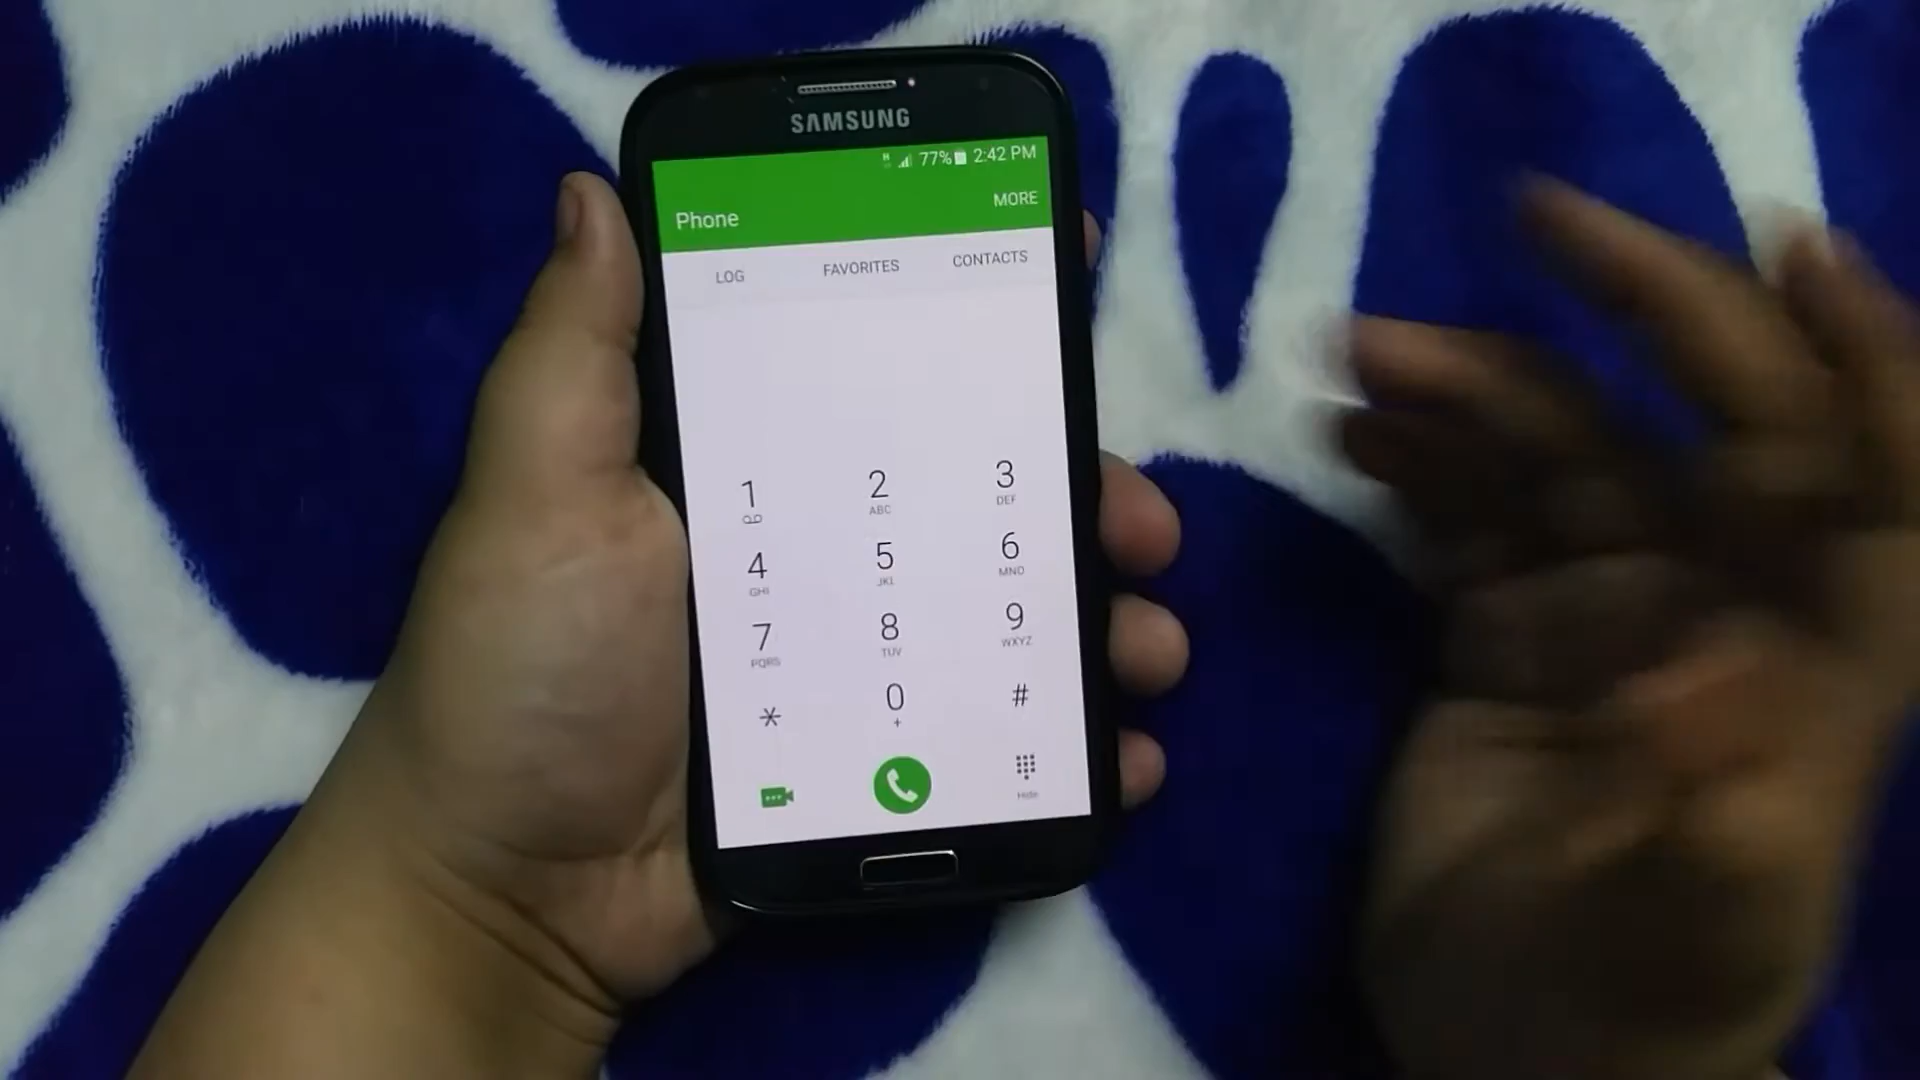 SAMSUNG
H 77% 2:42 PM
MORE
Phone
LOG FAVORITES CONTACTS
1 2 3
ABC DEF
4 5 6
GHI JKL MNO
7 8 9
PQRS TUV WXYZ
* 0 #
+
Hide